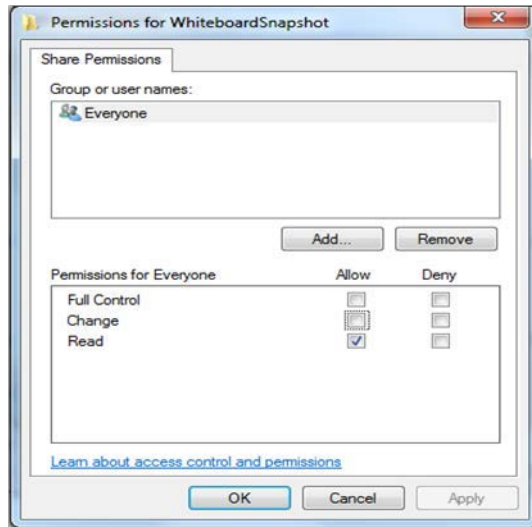 Permissions for WhiteboardSnapshot
Share Permissions
Group or user names:
Everyone
Add... Remove
Permissions for Everyone Allow Deny
Full Control
Change
Read
Learn about access control and permissions
OK Cancel Apply